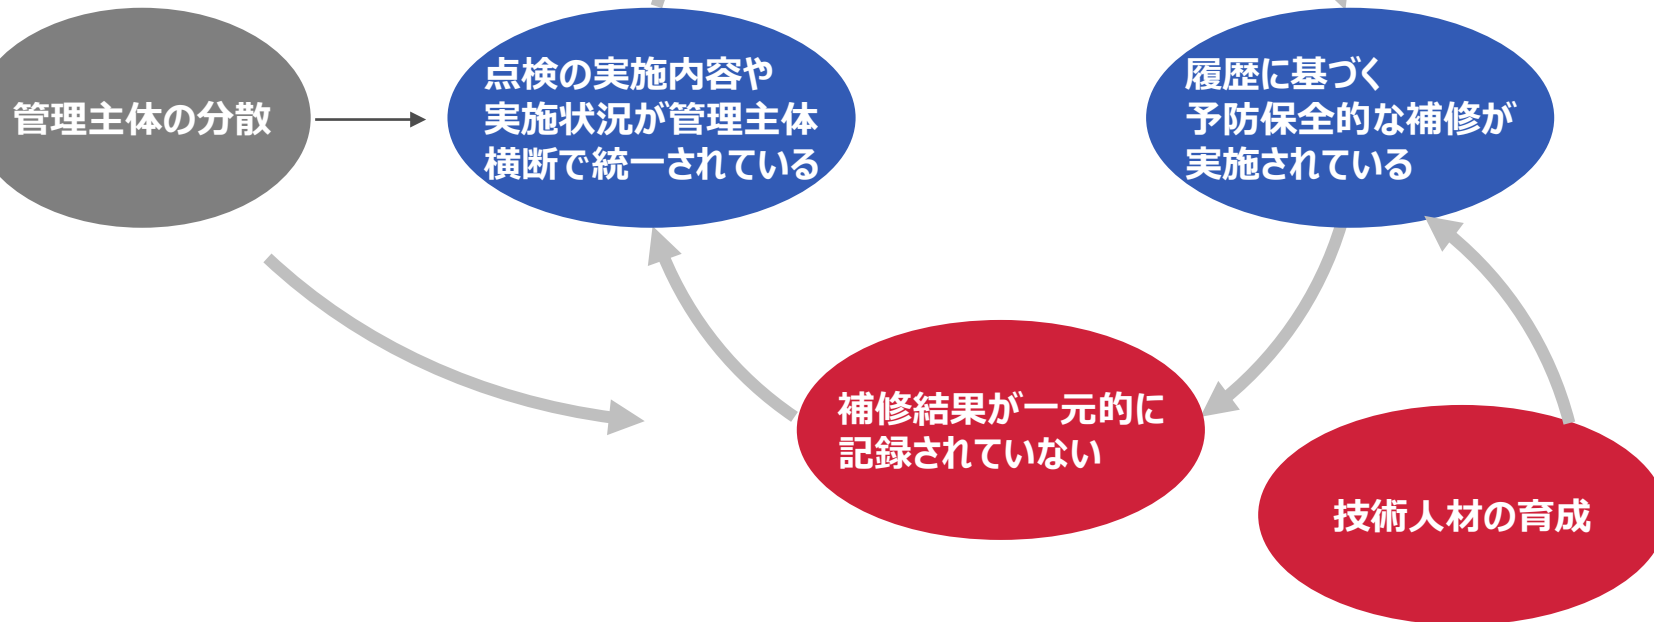 管理主体の分散
点検の実施内容や
実施状況が管理主体
横断で統一されている
履歴に基づく
予防保全的な補修が
実施されている
補修結果が一元的に
記録されていない
技術人材の育成